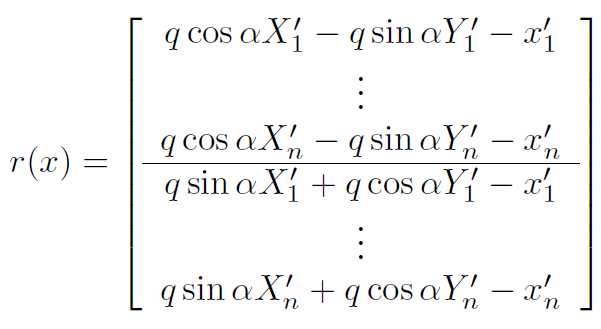 q cos αX′₁ − q sin αY′₁ − x′₁
⋮
q cos αX′ₙ − q sin αY′ₙ − x′ₙ
r(x) =
q sin αX′₁ + q cos αY′₁ − x′₁
⋮
q sin αX′ₙ + q cos αY′ₙ − x′ₙ